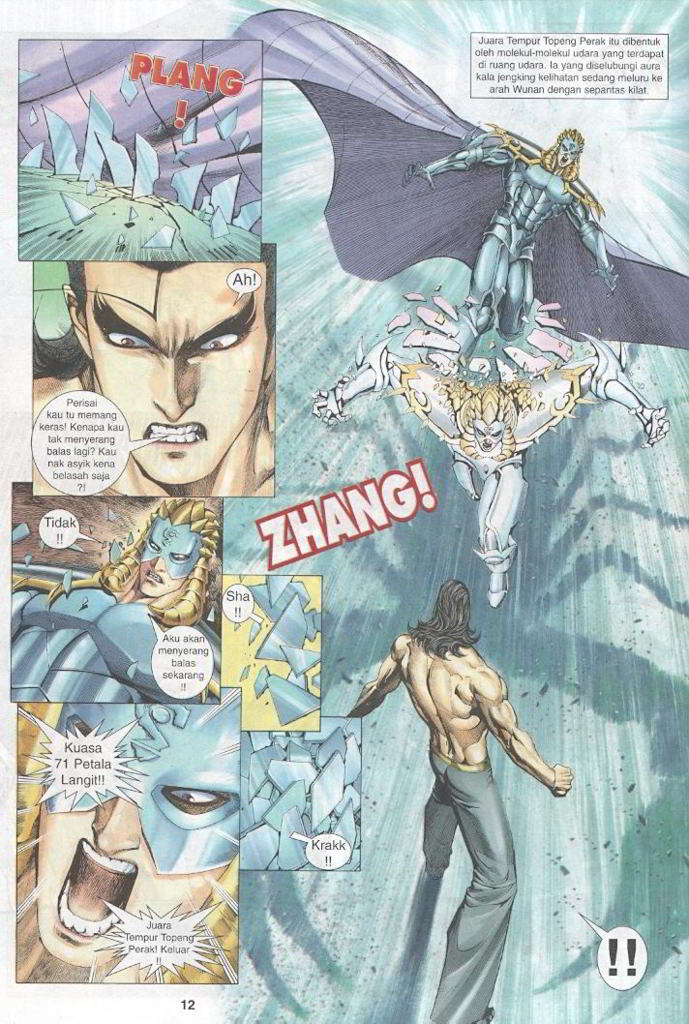 PLANG
!
Ah!
Perisai
kau tu memang
keras! Kenapa kau
tak menyerang
balas lagi? Kau
nak asyik kena
belasah saja
?!
Tidak
!!
Aku akan
menyerang
balas
sekarang
!!
Sha
!!
Kuasa
71 Petala
Langit!!
Krakk
!!
Juara
Tempur Topeng
Perak! Keluar
!!
Juara Tempur Topeng Perak itu dibentuk
oleh molekul-molekul udara yang terdapat
di ruang udara. Ia yang diselubungi aura
kala jengking kelihatan sedang meluru ke
arah Wunan dengan sepantas kilat.
ZHANG!
!!
12